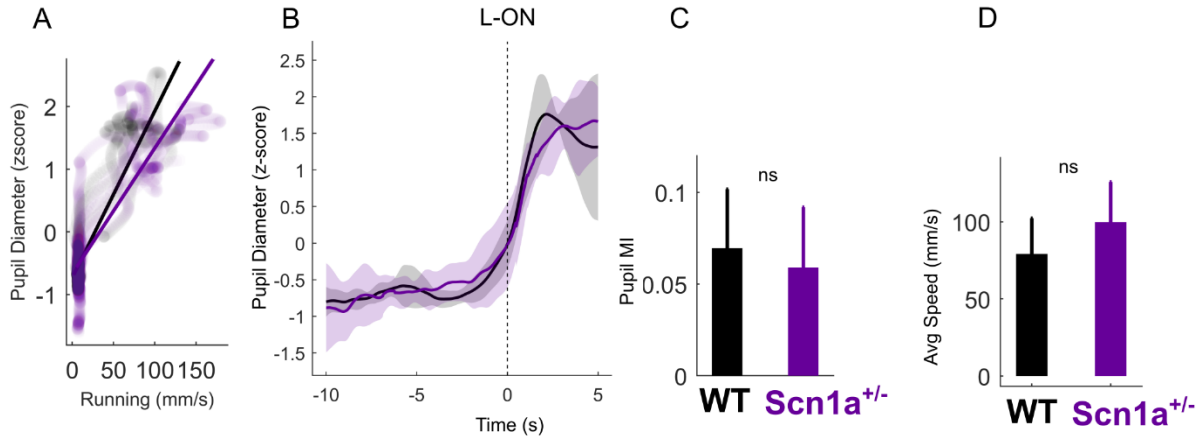 A
B
L-ON
C
D
Pupil Diameter (zscore)
2
1
0
-1
0
50
100
150
Running (mm/s)
Pupil Diameter (z-score)
2.5
2
1.5
1
0.5
0
-0.5
-1
-1.5
-10
-5
0
5
Time (s)
Pupil MI
0.1
0.05
0
ns
WT Scn1a+/-
Avg Speed (mm/s)
100
50
0
ns
WT Scn1a+/-